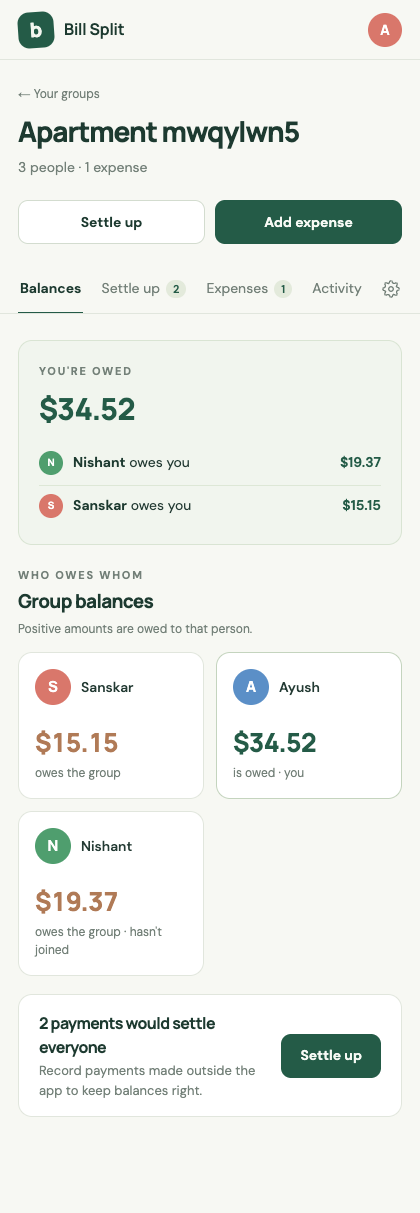 b Bill Split A
← Your groups
Apartment mwqylwn5
3 people · 1 expense
Settle up Add expense
Balances Settle up 2 Expenses 1 Activity
YOU'RE OWED
$34.52
N Nishant owes you $19.37
S Sanskar owes you $15.15
WHO OWES WHOM
Group balances
Positive amounts are owed to that person.
S Sanskar
$15.15
owes the group
A Ayush
$34.52
is owed · you
N Nishant
$19.37
owes the group · hasn't
joined
2 payments would settle
everyone
Record payments made outside the
app to keep balances right.
Settle up